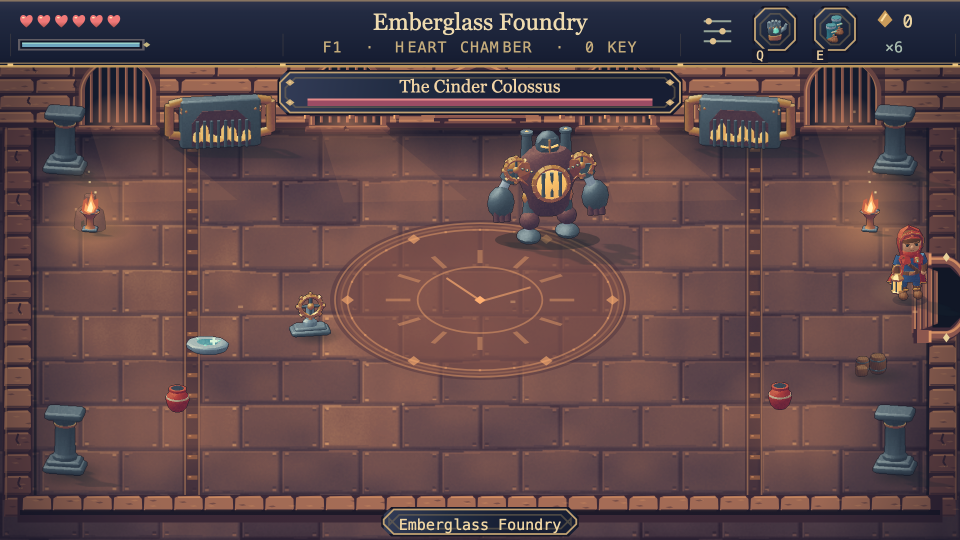 Emberglass Foundry
F1 · HEART CHAMBER · 0 KEY
Q
E
0
×6
The Cinder Colossus
Emberglass Foundry